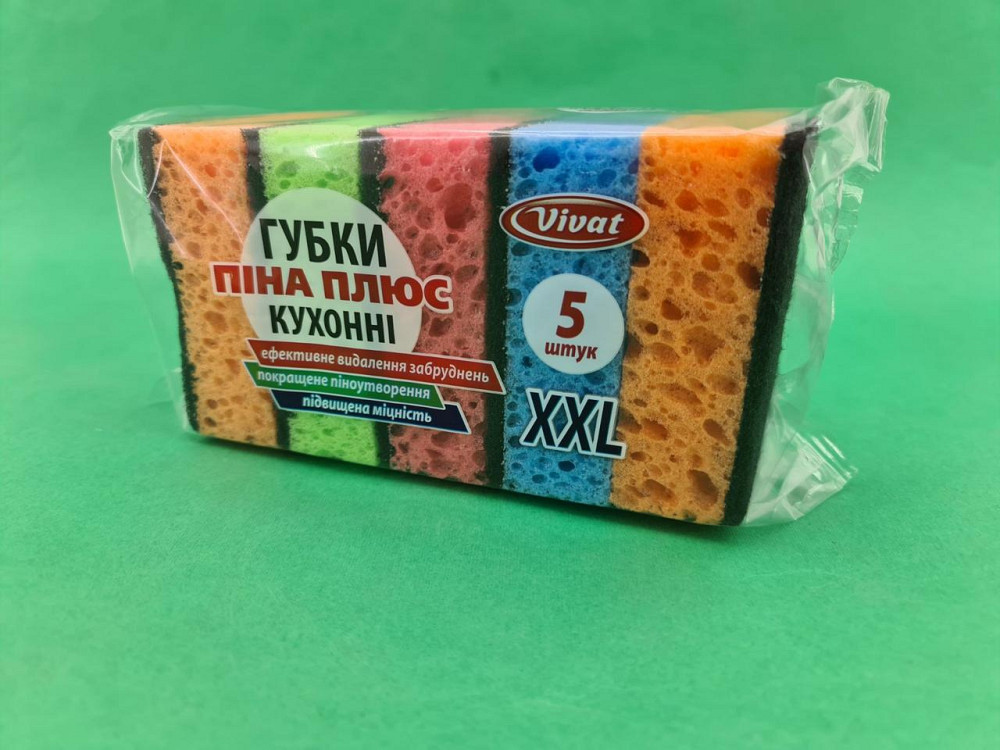 ГУБКИ
ПІНА ПЛЮС
КУХОННІ
ефективне видалення забруднень
покращене піноутворення
підвищена міцність
Vivat
5
штук
XXL